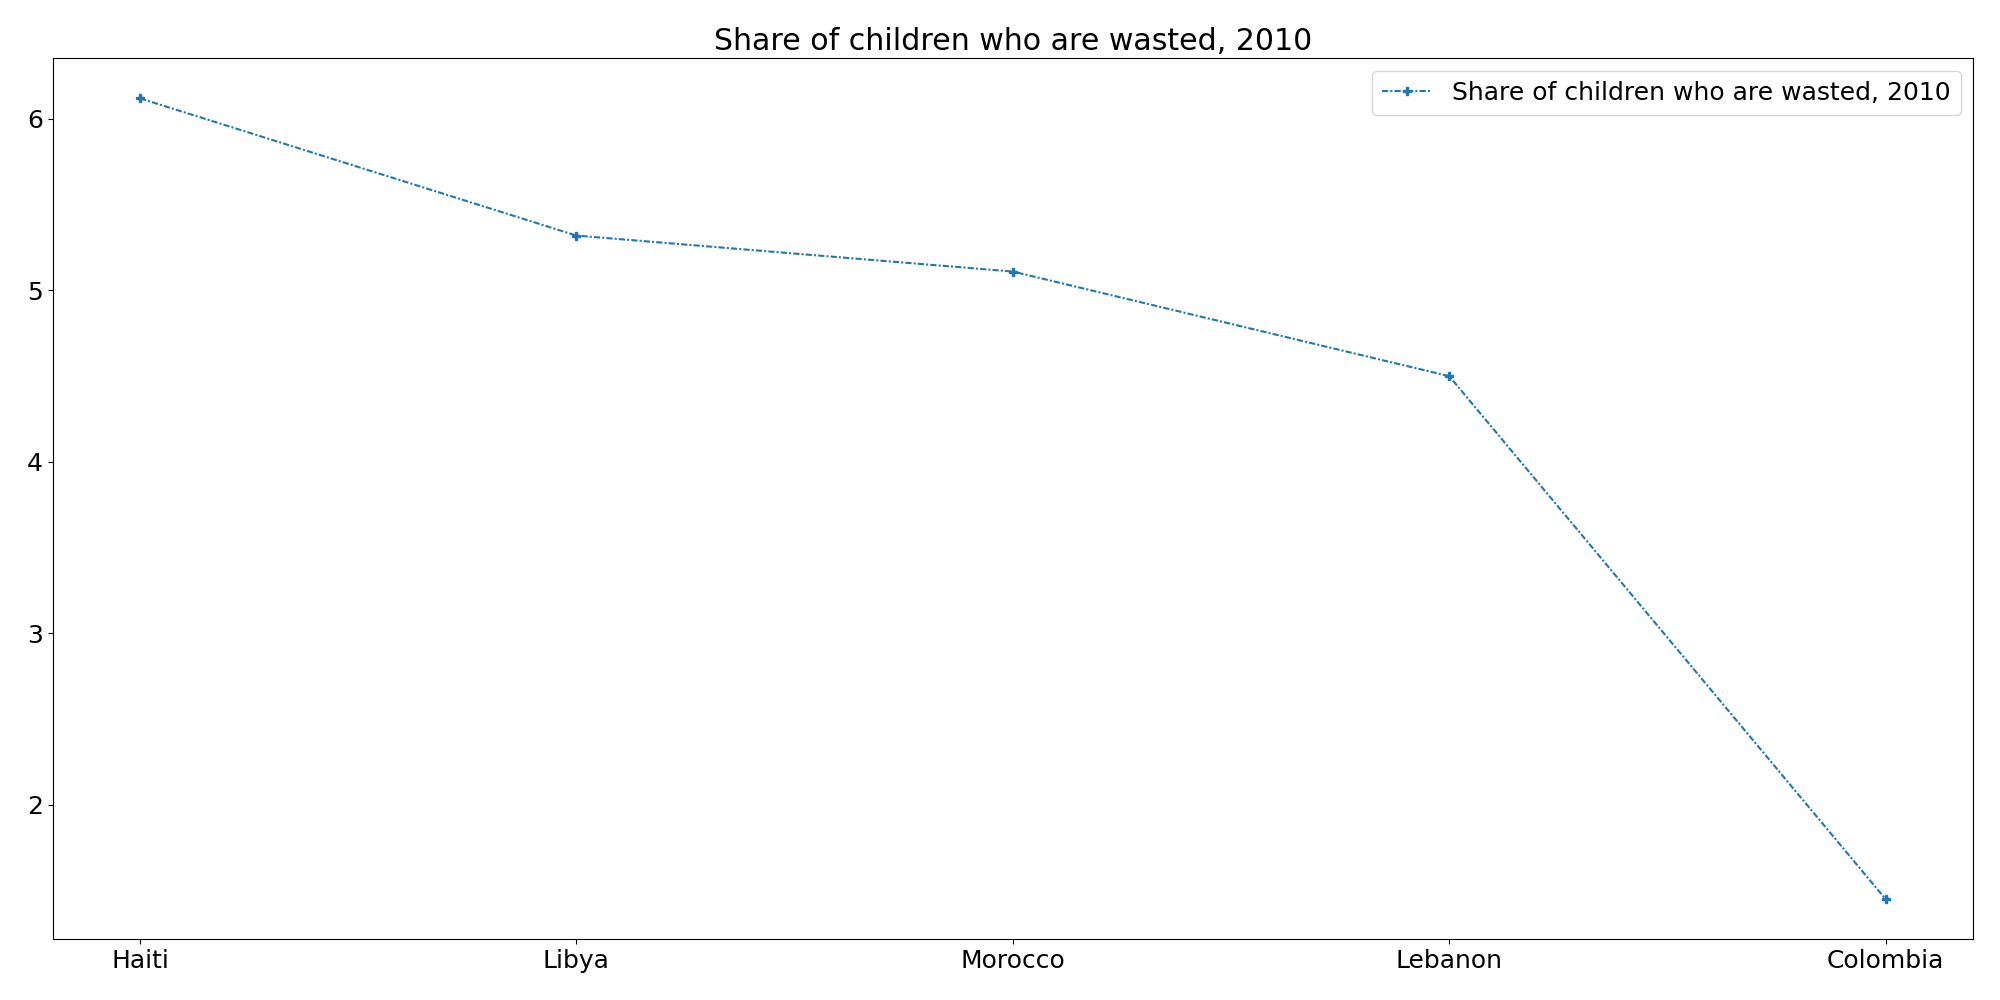 Share of children who are wasted, 2010
Share of children who are wasted, 2010
6
5
4
3
2
Haiti
Libya
Morocco
Lebanon
Colombia